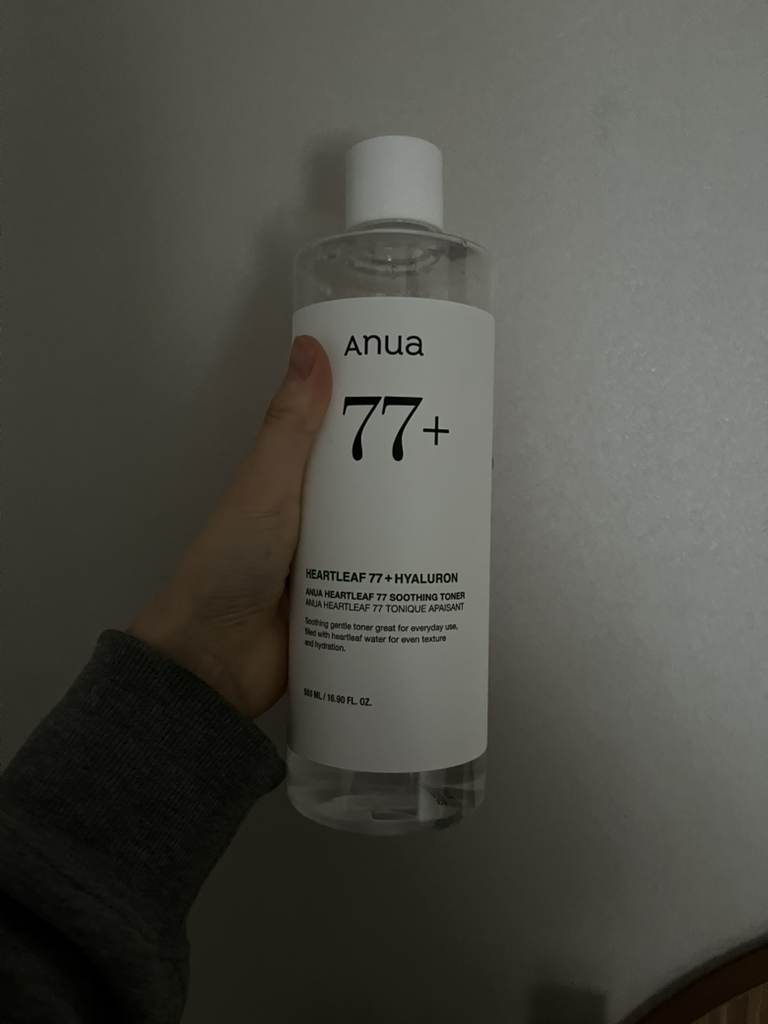 Anua
77+
HEARTLEAF 77+HYALURON
ANUA HEARTLEAF 77 SOOTHING TONER
ANUA HEARTLEAF 77 TONIQUE APAISANT
Soothing gentle toner great for everyday use,
filled with heartleaf water for even texture
and hydration.
500 ML / 16.90 FL. OZ.